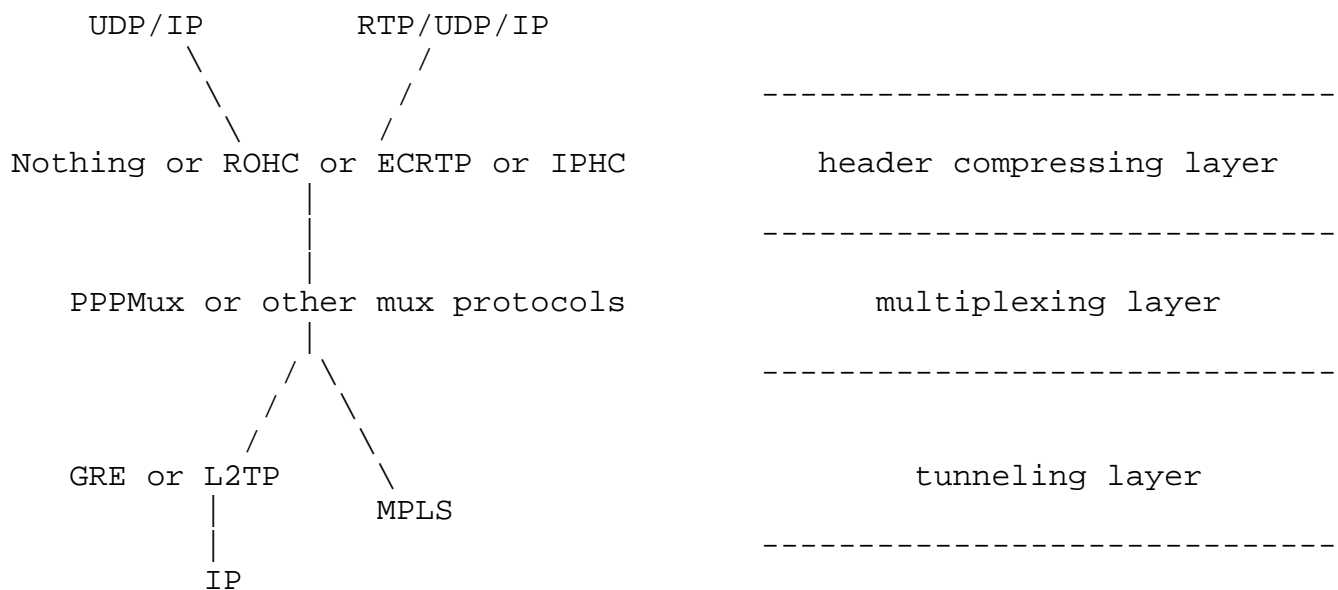 UDP/IP RTP/UDP/IP
Nothing or ROHC or ECRTP or IPHC header compressing layer
PPPMux or other mux protocols multiplexing layer
GRE or L2TP tunneling layer
MPLS
IP